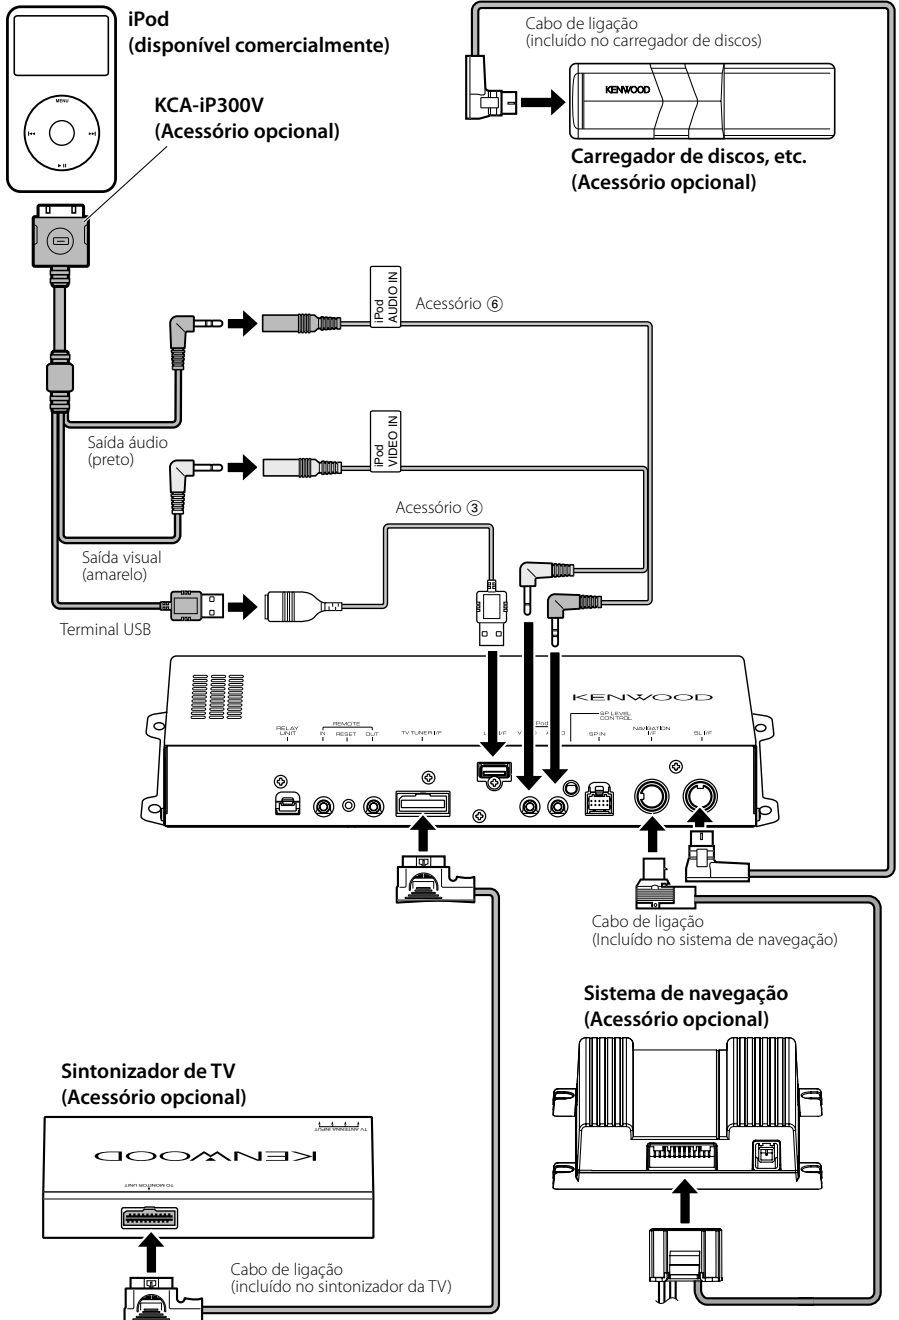 iPod
(disponível comercialmente)
MENU
KCA-iP300V
(Acessório opcional)
Cabo de ligação
(incluído no carregador de discos)
KENWOOD
Carregador de discos, etc.
(Acessório opcional)
iPod
AUDIO IN
Acessório ⑥
Saída áudio
(preto)
iPod
VIDEO IN
Acessório ③
Saída visual
(amarelo)
Terminal USB
KENWOOD
RELAY
UNIT
REMOTE
IN RESET OUT
TV TUNER I/F
SP LEVEL
CONTROL
SP IN
NAVIGATION
I/F
SL I/F
Cabo de ligação
(Incluído no sistema de navegação)
Sistema de navegação
(Acessório opcional)
Sintonizador de TV
(Acessório opcional)
TV ANTENNA INPUT
KENWOOD
TO MONITOR UNIT
Cabo de ligação
(incluído no sintonizador da TV)